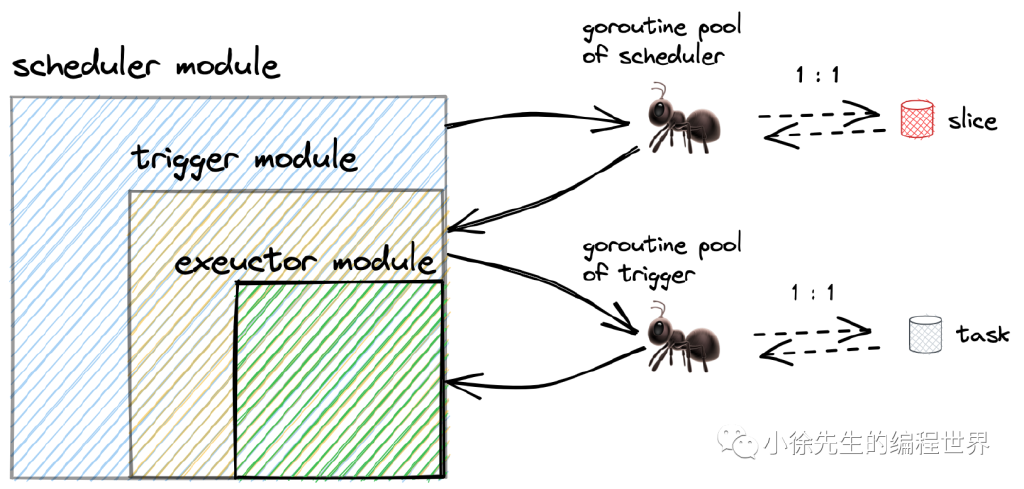 goroutine pool
of scheduler
scheduler module
1 : 1
slice
trigger module
goroutine pool
of trigger
exeuctor module
1 : 1
task
小徐先生的编程世界